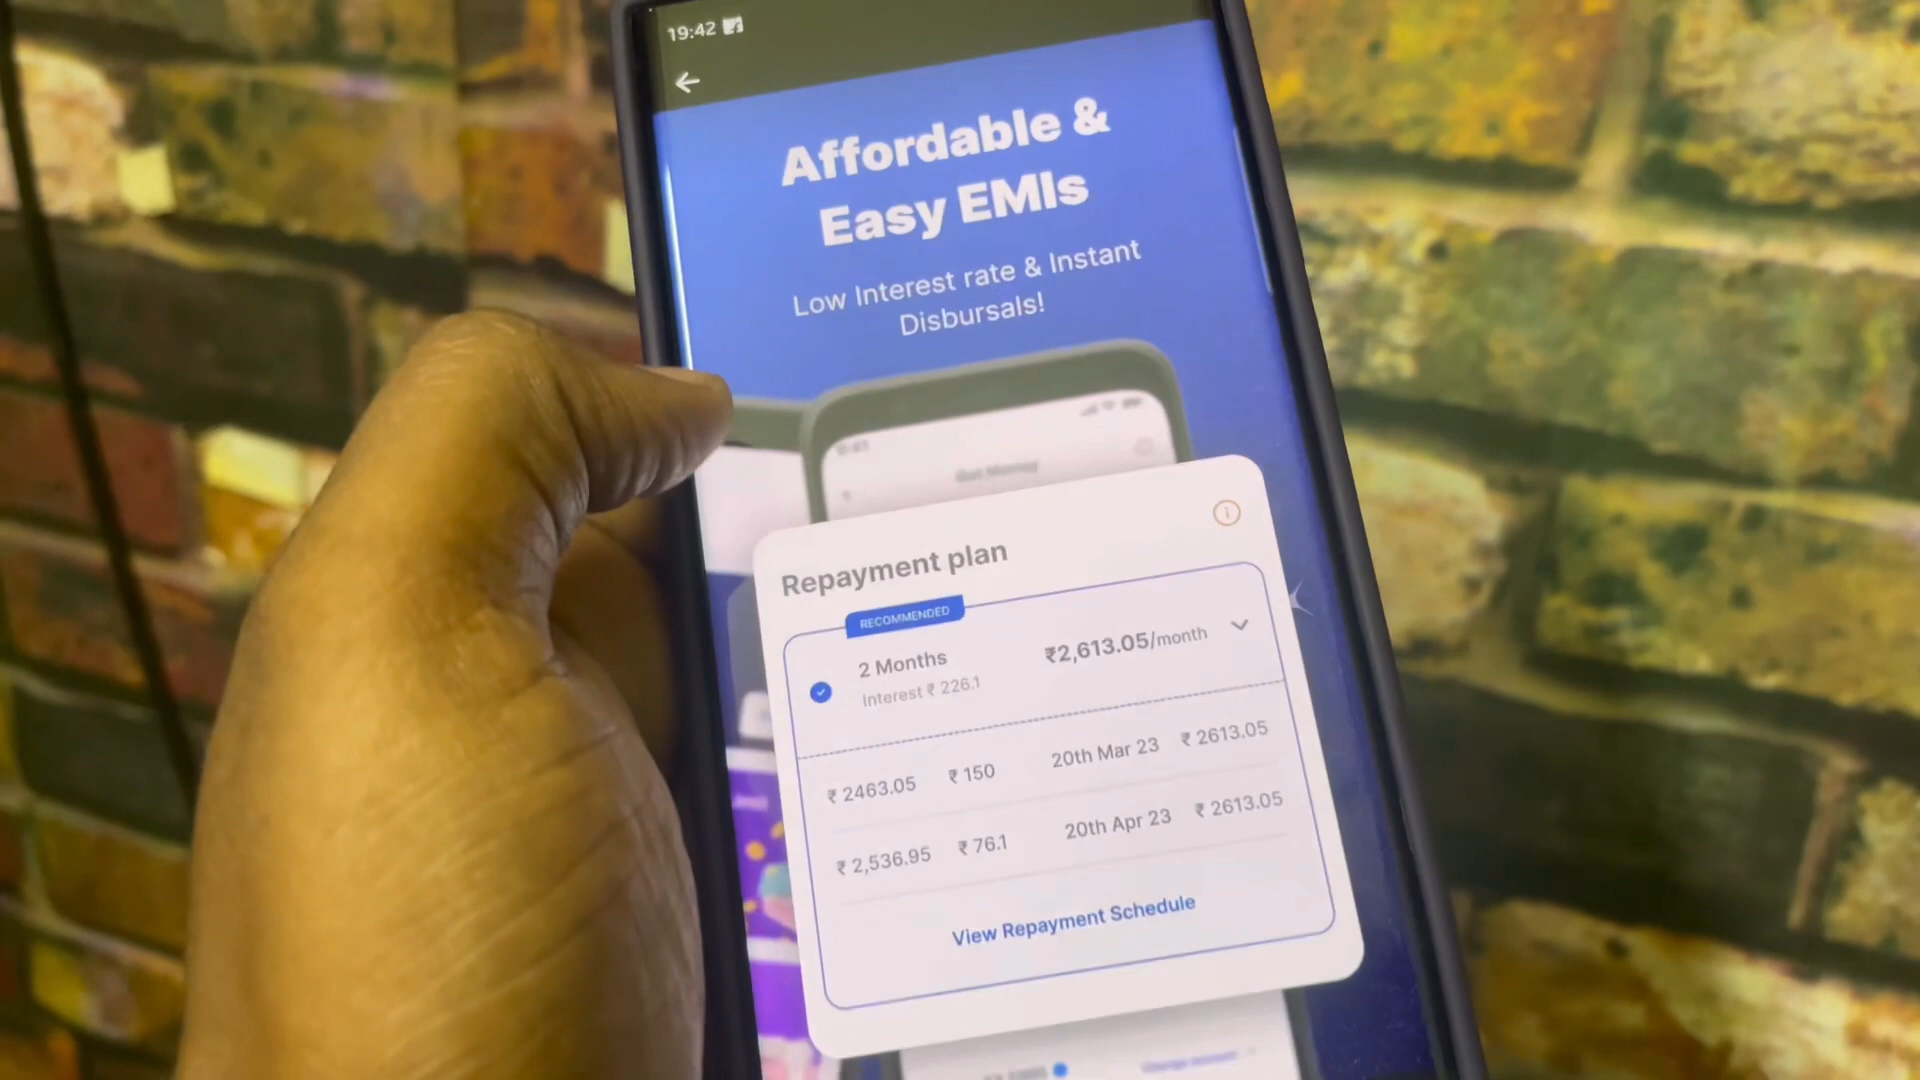 19:42
Affordable &
Easy EMIs
Low Interest rate & Instant
Disbursals!
Repayment plan
RECOMMENDED
2 Months ₹2,613.05/month
Interest ₹ 226.1
₹ 2463.05 ₹ 150 20th Mar 23 ₹ 2613.05
₹ 2,536.95 ₹ 76.1 20th Apr 23 ₹ 2613.05
View Repayment Schedule